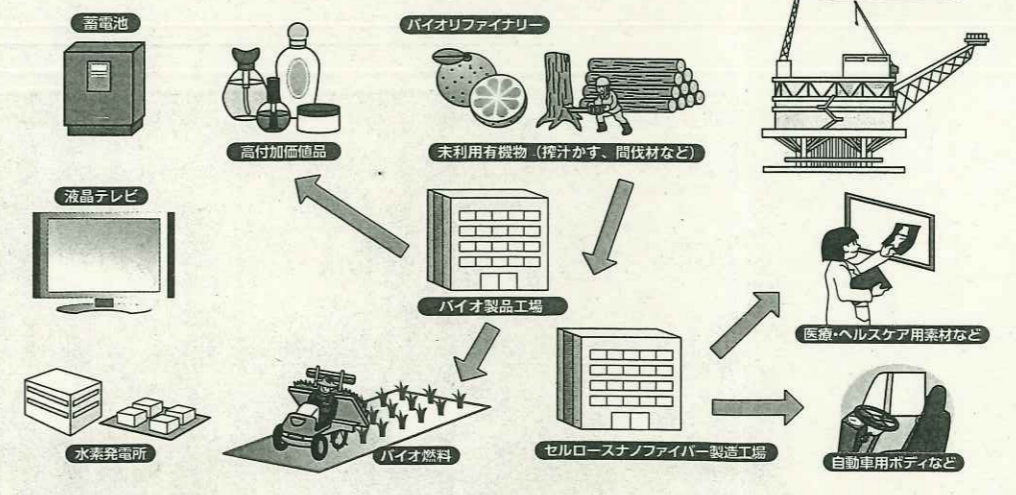 蓄電池
バイオリファイナリー
高付加価値品
未利用有機物（搾汁かす、間伐材など）
液晶テレビ
バイオ製品工場
医療・ヘルスケア用素材など
水素発電所
バイオ燃料
セルロースナノファイバー製造工場
自動車用ボディなど